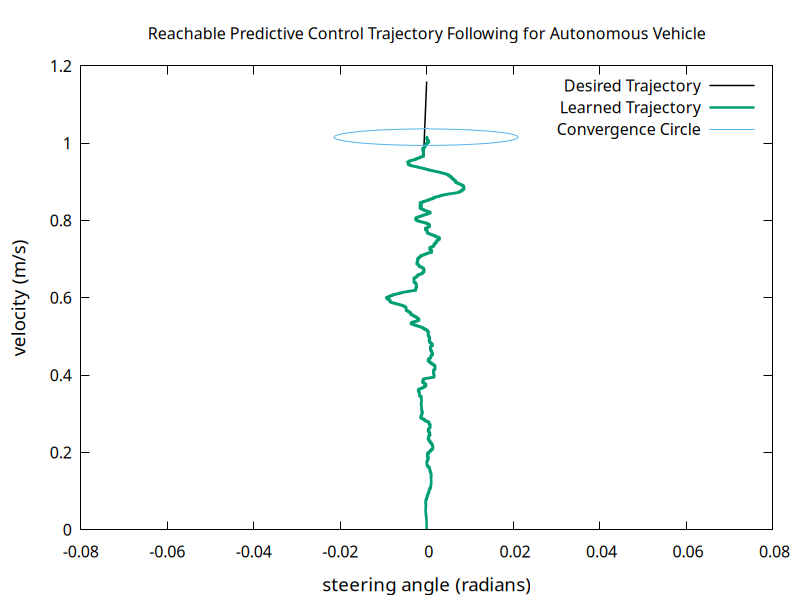 Reachable Predictive Control Trajectory Following for Autonomous Vehicle
Desired Trajectory
Learned Trajectory
Convergence Circle
1.2
1
0.8
0.6
0.4
0.2
0
velocity (m/s)
-0.08 -0.06 -0.04 -0.02 0 0.02 0.04 0.06 0.08
steering angle (radians)